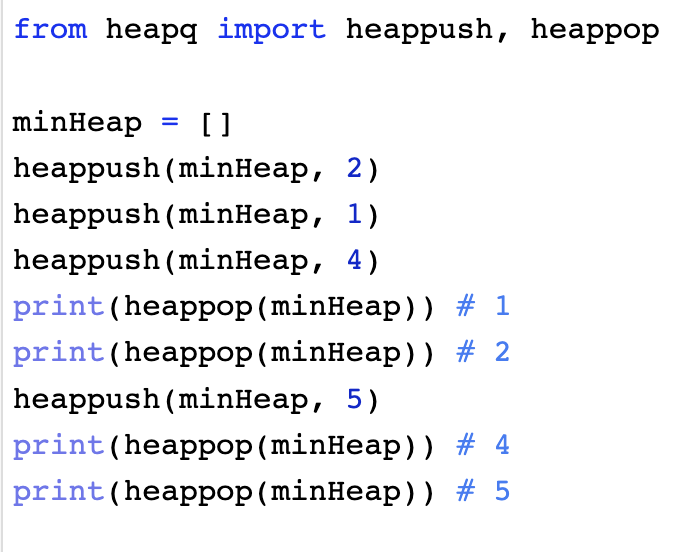 from heapq import heappush, heappop
minHeap = []
heappush(minHeap, 2)
heappush(minHeap, 1)
heappush(minHeap, 4)
print(heappop(minHeap)) # 1
print(heappop(minHeap)) # 2
heappush(minHeap, 5)
print(heappop(minHeap)) # 4
print(heappop(minHeap)) # 5